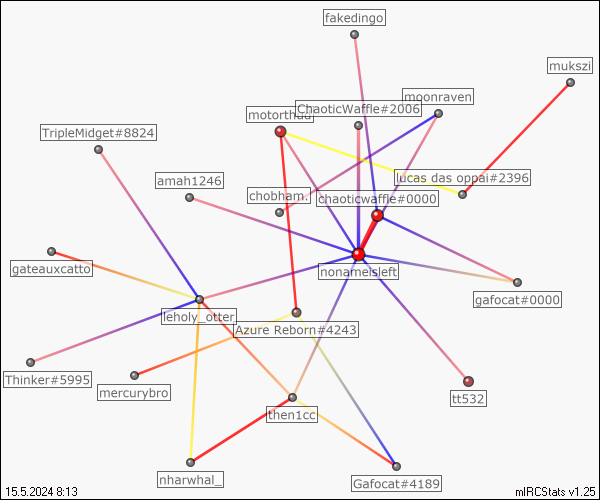 fakedingo
mukszi
moonraven
ChaoticWaffle#2006
TripleMidget#8824
lucas das oppai#2396
amah1246
chobham.
chaoticwaffle#0000
nonameisleft
gateauxcatto
gafocat#0000
leholy_otter
Azure Reborn#4243
Thinker#5995
mercurybro
tt532
then1cc
nharwhal_
Gafocat#4189
15.5.2024 8:13
mIRCStats v1.25